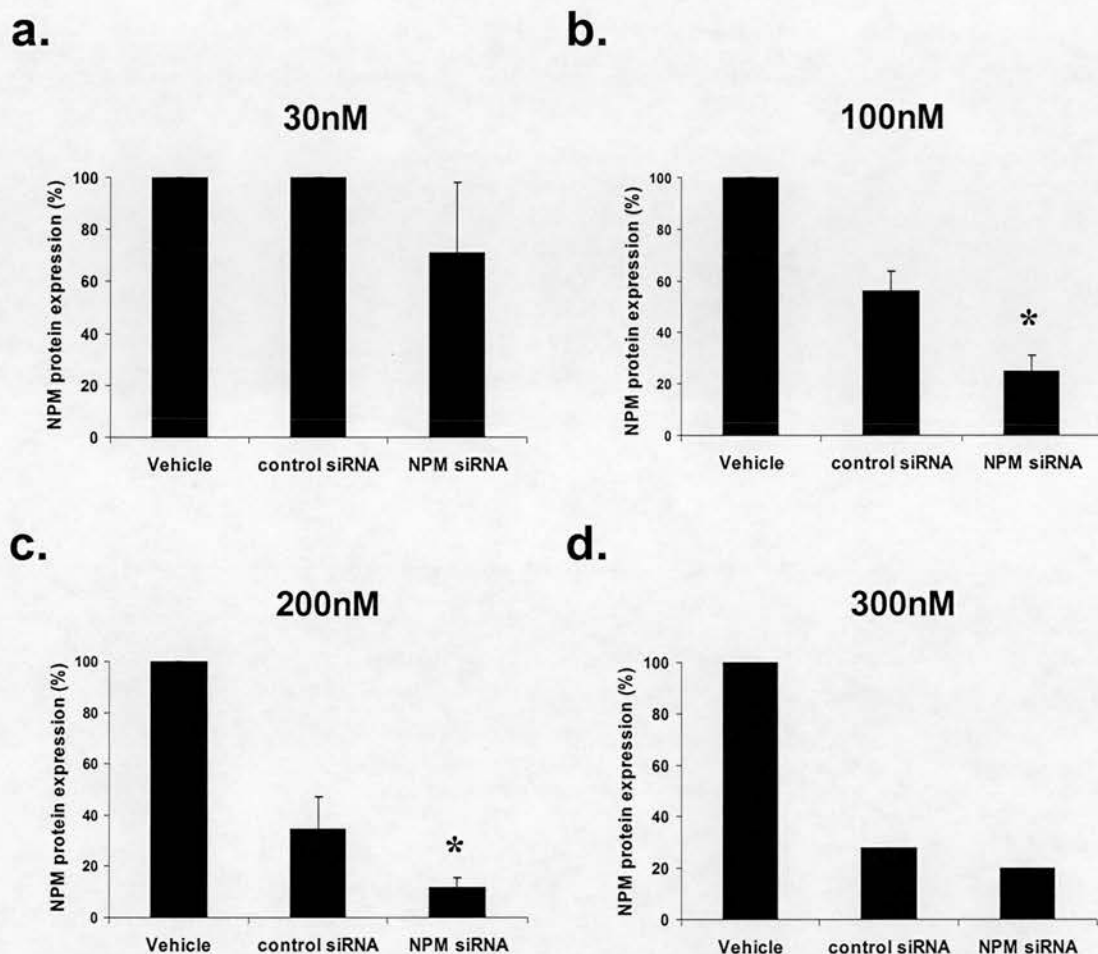 a.
30nM
NPM protein expression (%)
100
80
60
40
20
0
Vehicle control siRNA NPM siRNA
b.
100nM
NPM protein expression (%)
100
80
60
40
20
0
*
Vehicle control siRNA NPM siRNA
c.
200nM
NPM protein expression (%)
100
80
60
40
20
0
*
Vehicle control siRNA NPM siRNA
d.
300nM
NPM protein expression (%)
100
80
60
40
20
0
Vehicle control siRNA NPM siRNA